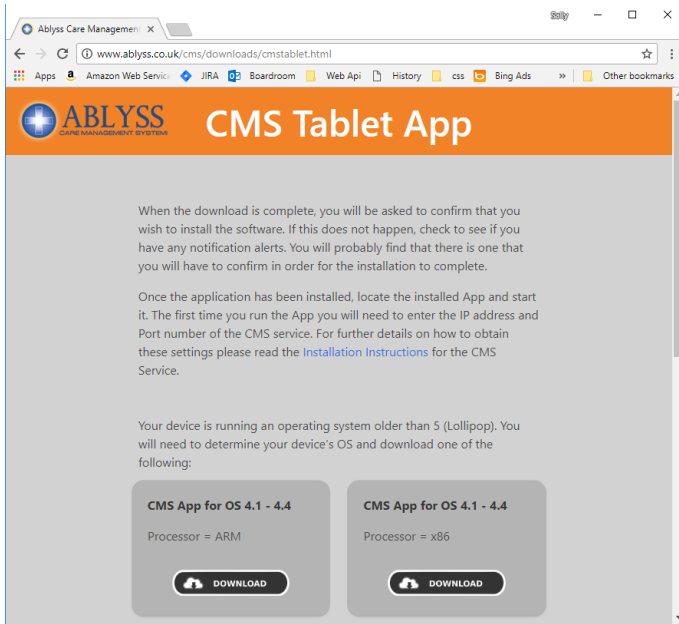 Sally
Ablyss Care Management
www.ablyss.co.uk/cms/downloads/cmstablet.html
Apps Amazon Web Service JIRA Boardroom Web Api History css Bing Ads » Other bookmarks
ABLYSS
CARE MANAGEMENT SYSTEM
CMS Tablet App
When the download is complete, you will be asked to confirm that you
wish to install the software. If this does not happen, check to see if you
have any notification alerts. You will probably find that there is one that
you will have to confirm in order for the installation to complete.
Once the application has been installed, locate the installed App and start
it. The first time you run the App you will need to enter the IP address and
Port number of the CMS service. For further details on how to obtain
these settings please read the Installation Instructions for the CMS
Service.
Your device is running an operating system older than 5 (Lollipop). You
will need to determine your device's OS and download one of the
following:
CMS App for OS 4.1 - 4.4
Processor = ARM
DOWNLOAD
CMS App for OS 4.1 - 4.4
Processor = x86
DOWNLOAD